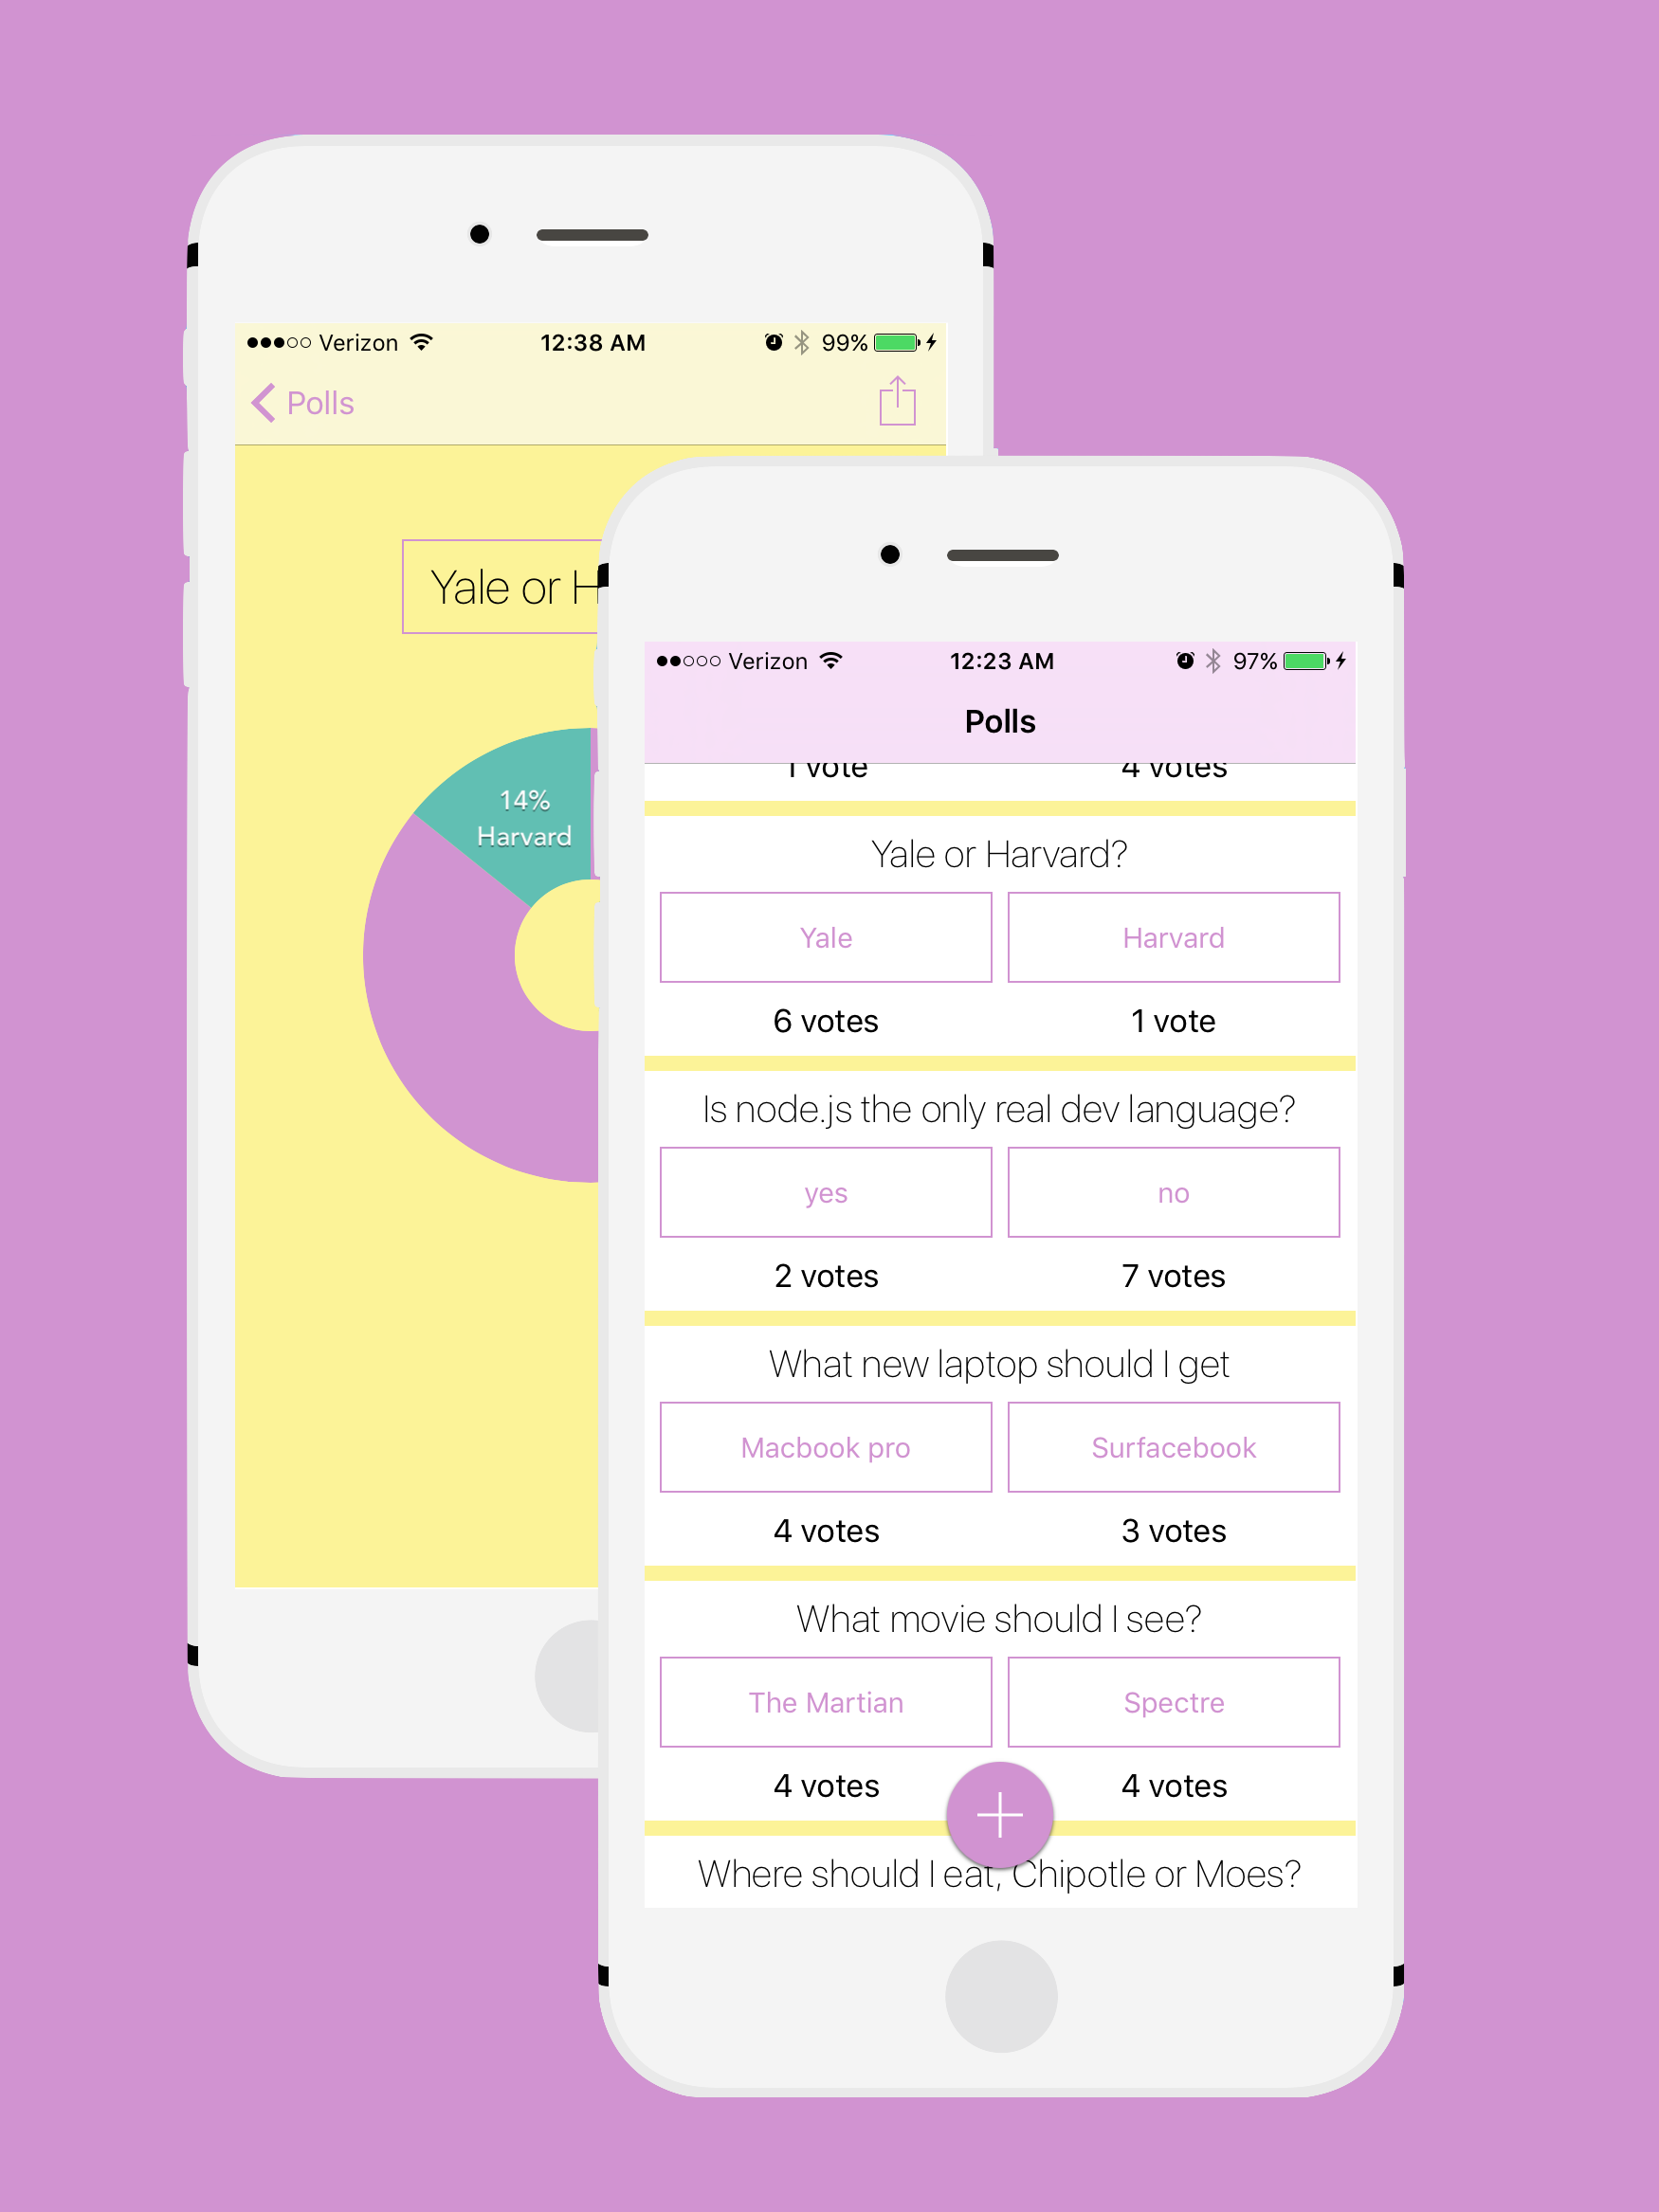 Verizon 12:38 AM 99%
Polls
Yale or H
14%
Harvard
Verizon 12:23 AM 97%
Polls
1 vote 4 votes
Yale or Harvard?
Yale Harvard
6 votes 1 vote
Is node.js the only real dev language?
yes no
2 votes 7 votes
What new laptop should I get
Macbook pro Surfacebook
4 votes 3 votes
What movie should I see?
The Martian Spectre
4 votes 4 votes
Where should I eat, Chipotle or Moes?